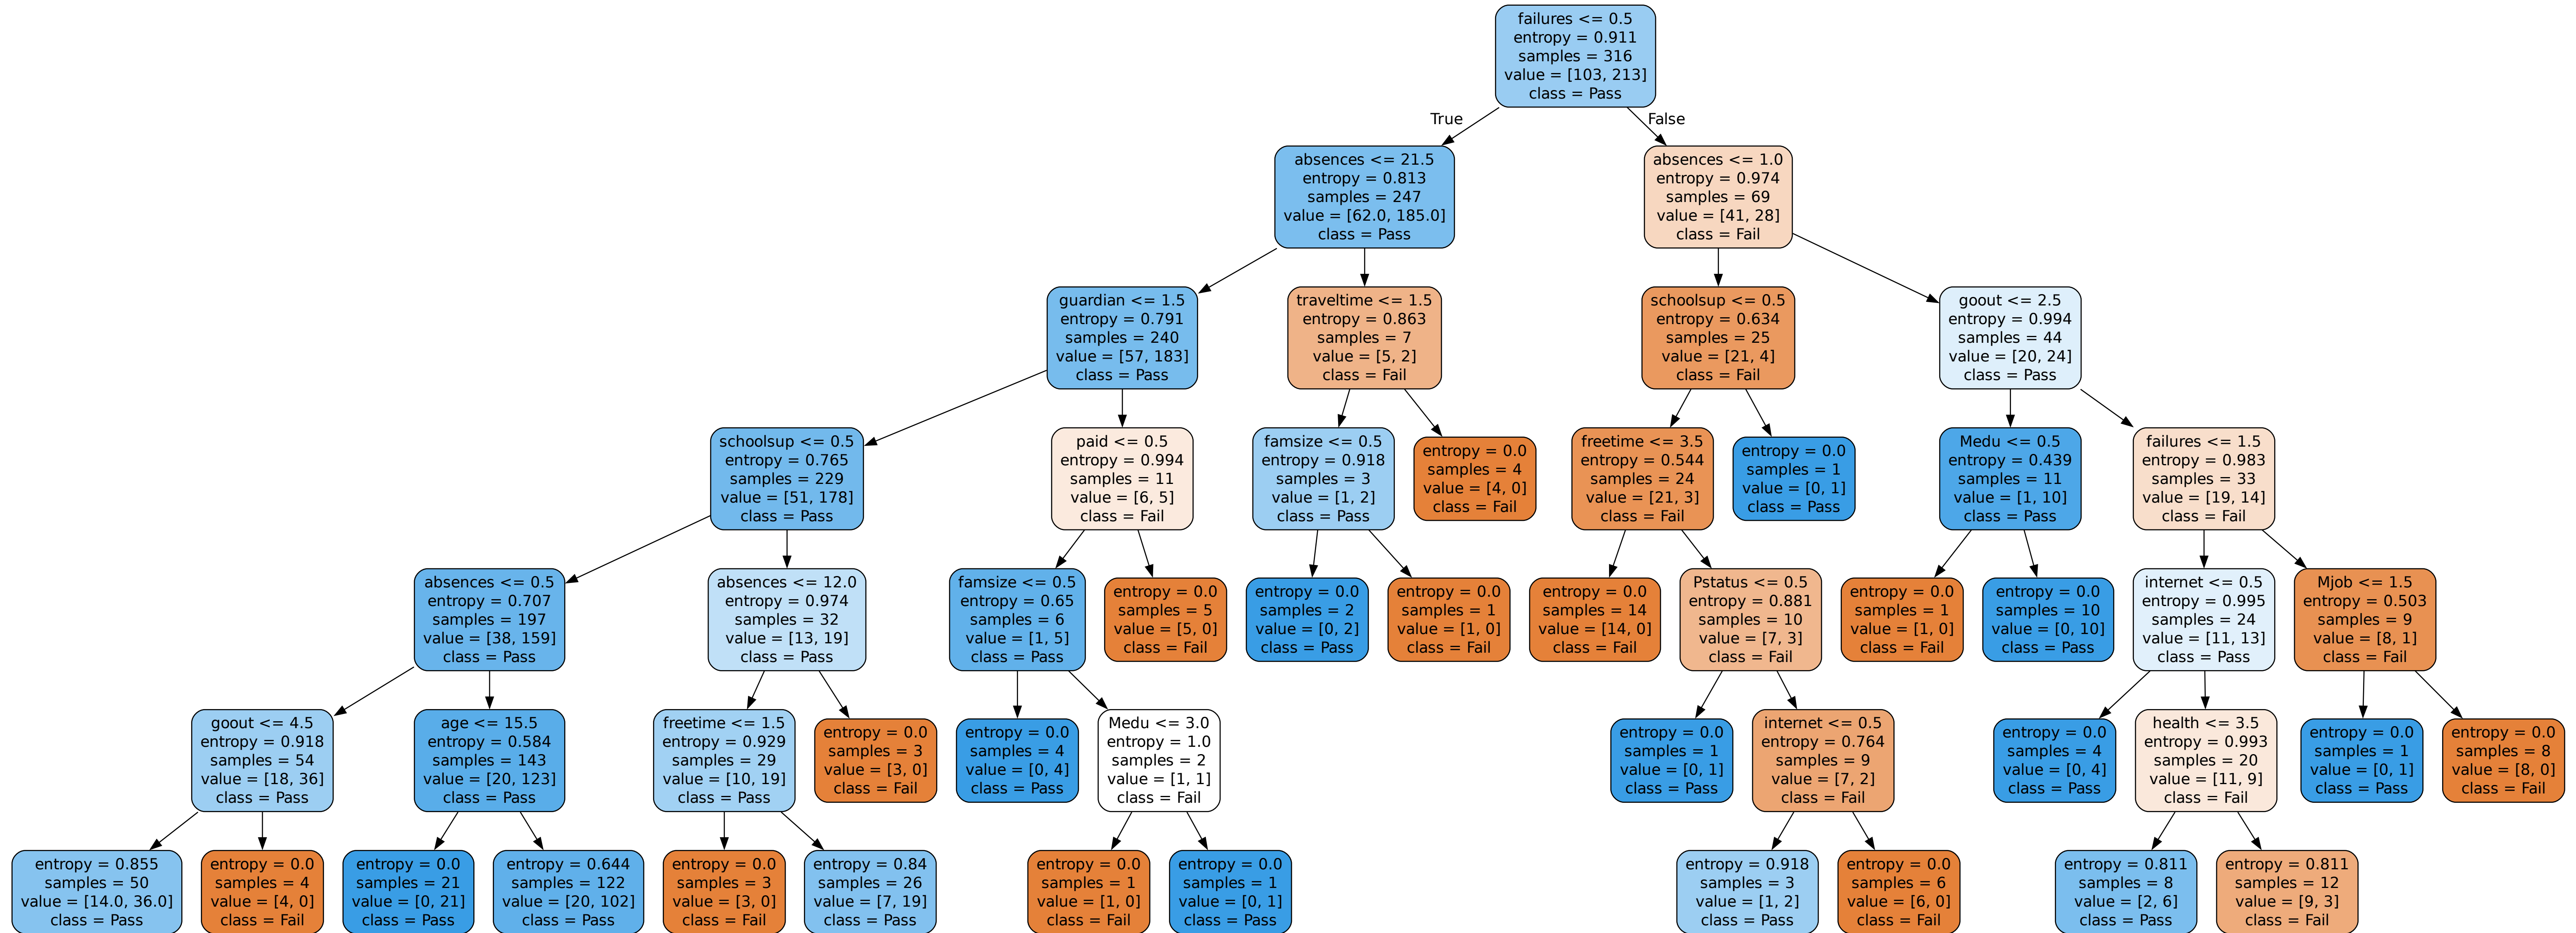 failures <= 0.5
entropy = 0.911
samples = 316
value = [103, 213]
class = Pass
True
False
absences <= 21.5
entropy = 0.813
samples = 247
value = [62.0, 185.0]
class = Pass
absences <= 1.0
entropy = 0.974
samples = 69
value = [41, 28]
class = Fail
guardian <= 1.5
entropy = 0.791
samples = 240
value = [57, 183]
class = Pass
traveltime <= 1.5
entropy = 0.863
samples = 7
value = [5, 2]
class = Fail
schoolsup <= 0.5
entropy = 0.634
samples = 25
value = [21, 4]
class = Fail
goout <= 2.5
entropy = 0.994
samples = 44
value = [20, 24]
class = Pass
schoolsup <= 0.5
entropy = 0.765
samples = 229
value = [51, 178]
class = Pass
paid <= 0.5
entropy = 0.994
samples = 11
value = [6, 5]
class = Fail
famsize <= 0.5
entropy = 0.918
samples = 3
value = [1, 2]
class = Pass
entropy = 0.0
samples = 4
value = [4, 0]
class = Fail
freetime <= 3.5
entropy = 0.544
samples = 24
value = [21, 3]
class = Fail
entropy = 0.0
samples = 1
value = [0, 1]
class = Pass
Medu <= 0.5
entropy = 0.439
samples = 11
value = [1, 10]
class = Pass
failures <= 1.5
entropy = 0.983
samples = 33
value = [19, 14]
class = Fail
absences <= 0.5
entropy = 0.707
samples = 197
value = [38, 159]
class = Pass
absences <= 12.0
entropy = 0.974
samples = 32
value = [13, 19]
class = Pass
famsize <= 0.5
entropy = 0.65
samples = 6
value = [1, 5]
class = Pass
entropy = 0.0
samples = 5
value = [5, 0]
class = Fail
entropy = 0.0
samples = 2
value = [0, 2]
class = Pass
entropy = 0.0
samples = 1
value = [1, 0]
class = Fail
entropy = 0.0
samples = 14
value = [14, 0]
class = Fail
Pstatus <= 0.5
entropy = 0.881
samples = 10
value = [7, 3]
class = Fail
entropy = 0.0
samples = 1
value = [1, 0]
class = Fail
entropy = 0.0
samples = 10
value = [0, 10]
class = Pass
internet <= 0.5
entropy = 0.995
samples = 24
value = [11, 13]
class = Pass
Mjob <= 1.5
entropy = 0.503
samples = 9
value = [8, 1]
class = Fail
goout <= 4.5
entropy = 0.918
samples = 54
value = [18, 36]
class = Pass
age <= 15.5
entropy = 0.584
samples = 143
value = [20, 123]
class = Pass
freetime <= 1.5
entropy = 0.929
samples = 29
value = [10, 19]
class = Pass
entropy = 0.0
samples = 3
value = [3, 0]
class = Fail
entropy = 0.0
samples = 4
value = [0, 4]
class = Pass
Medu <= 3.0
entropy = 1.0
samples = 2
value = [1, 1]
class = Fail
entropy = 0.0
samples = 1
value = [0, 1]
class = Pass
internet <= 0.5
entropy = 0.764
samples = 9
value = [7, 2]
class = Fail
entropy = 0.0
samples = 4
value = [0, 4]
class = Pass
health <= 3.5
entropy = 0.993
samples = 20
value = [11, 9]
class = Fail
entropy = 0.0
samples = 1
value = [0, 1]
class = Pass
entropy = 0.0
samples = 8
value = [8, 0]
class = Fail
entropy = 0.855
samples = 50
value = [14.0, 36.0]
class = Pass
entropy = 0.0
samples = 4
value = [4, 0]
class = Fail
entropy = 0.0
samples = 21
value = [0, 21]
class = Pass
entropy = 0.644
samples = 122
value = [20, 102]
class = Pass
entropy = 0.0
samples = 3
value = [3, 0]
class = Fail
entropy = 0.84
samples = 26
value = [7, 19]
class = Pass
entropy = 0.0
samples = 1
value = [1, 0]
class = Fail
entropy = 0.0
samples = 1
value = [0, 1]
class = Pass
entropy = 0.918
samples = 3
value = [1, 2]
class = Pass
entropy = 0.0
samples = 6
value = [6, 0]
class = Fail
entropy = 0.811
samples = 8
value = [2, 6]
class = Pass
entropy = 0.811
samples = 12
value = [9, 3]
class = Fail